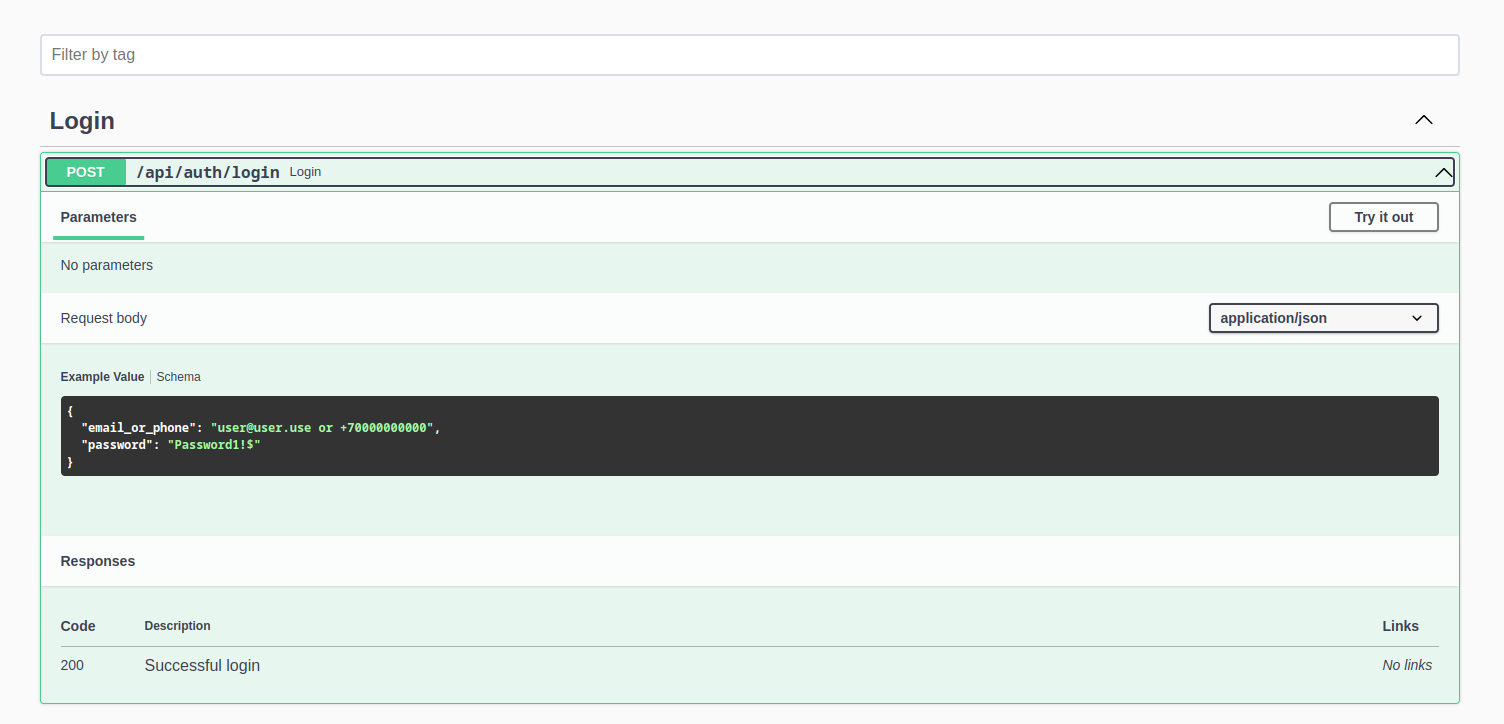 Filter by tag
Login
POST /api/auth/login Login
Parameters Try it out
No parameters
Request body application/json
Example Value Schema
{
  "email_or_phone": "user@user.use or +70000000000",
  "password": "Password1!$"
}
Responses
Code Description Links
200 Successful login No links